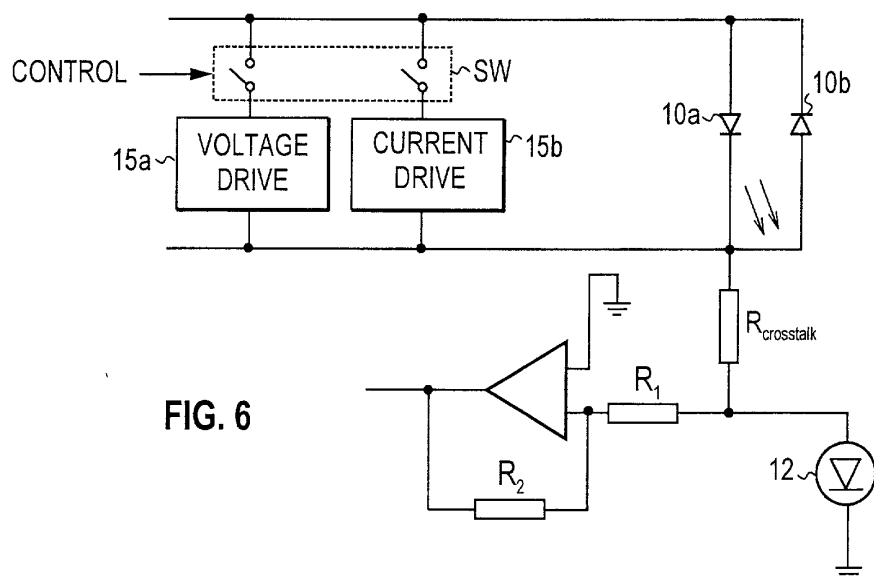 CONTROL
SW
10a
10b
15a
VOLTAGE
DRIVE
CURRENT
DRIVE
15b
Rcrosstalk
R1
FIG. 6
R2
12